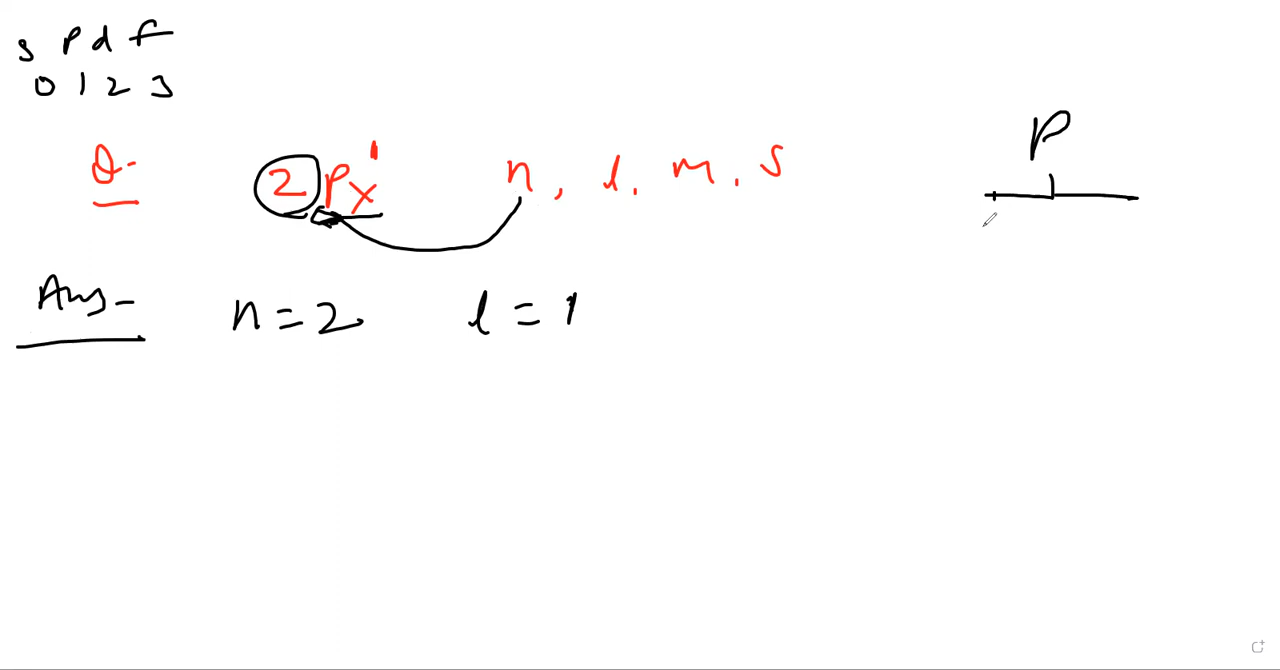 s p d f
0 1 2 3
P
Q- 2Px¹ n, l, m, s
Ans- n=2 l=1